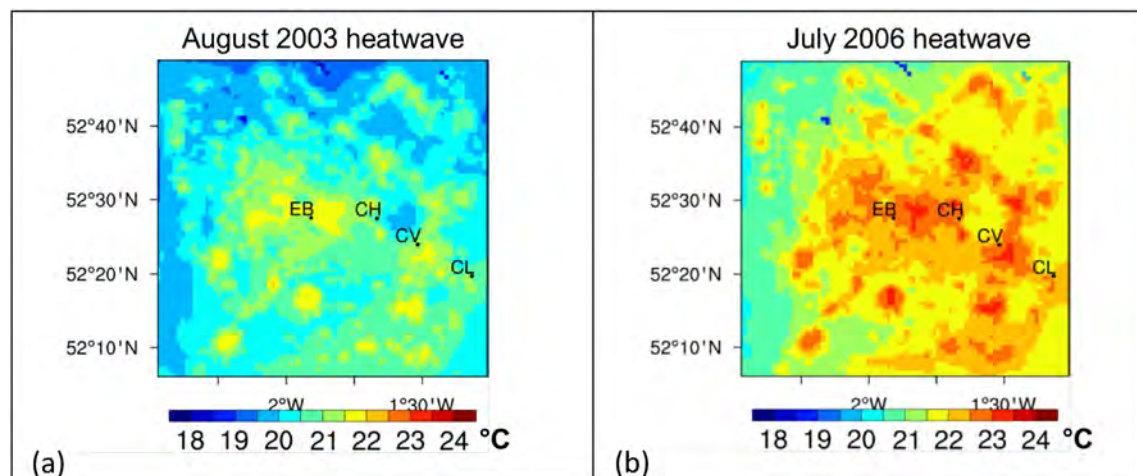 August 2003 heatwave
52°40'N
52°30'N
52°20'N
52°10'N
EB
CH
CV
CL
2°W
1°30'W
18 19 20 21 22 23 24 °C
(a)
July 2006 heatwave
52°40'N
52°30'N
52°20'N
52°10'N
EB
CH
CV
CL
2°W
1°30'W
18 19 20 21 22 23 24 °C
(b)